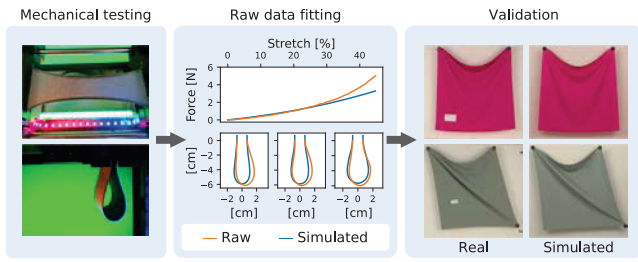 Mechanical testing
Raw data fitting
Validation
Stretch [%]
0 10 20 30 40
Force [N]
6
4
2
0
[cm]
0
−2
−4
−6
−2 0 2
−2 0 2
−2 0 2
[cm] [cm] [cm]
Raw Simulated
Real Simulated